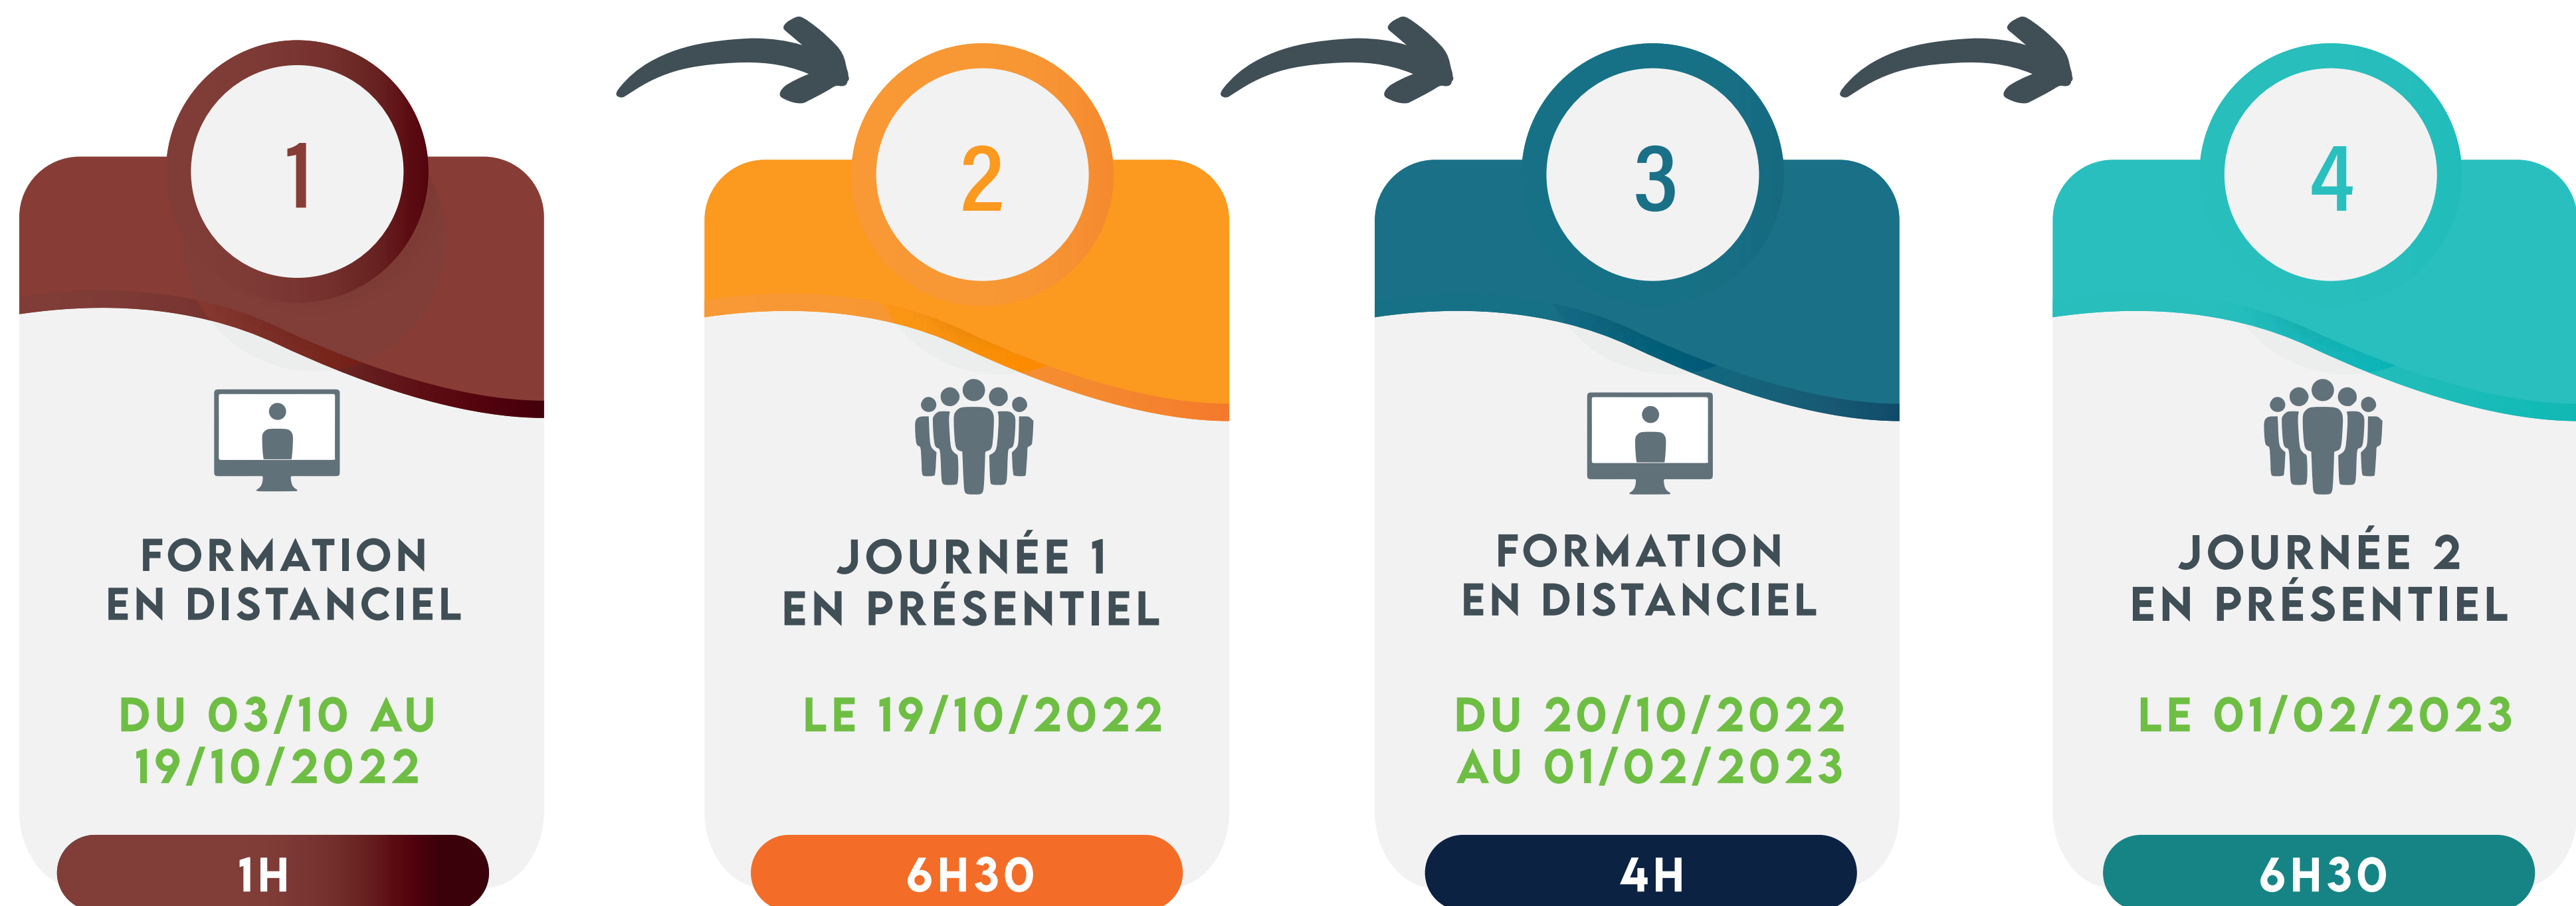 1
FORMATION
EN DISTANCIEL
DU 03/10 AU
19/10/2022
1H
2
JOURNÉE 1
EN PRÉSENTIEL
LE 19/10/2022
6H30
3
FORMATION
EN DISTANCIEL
DU 20/10/2022
AU 01/02/2023
4H
4
JOURNÉE 2
EN PRÉSENTIEL
LE 01/02/2023
6H30